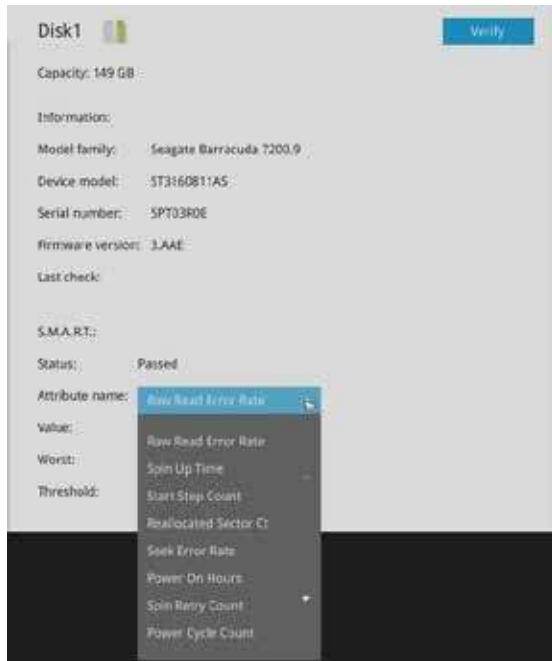 Disk1
Verify
Capacity: 149 GB
Information:
Model family: Seagate Barracuda 7200.9
Device model: ST3160811AS
Serial number: 5PT03R0E
Firmware version: 3.AAE
Last check:
S.M.A.R.T.:
Status: Passed
Attribute name: Raw Read Error Rate
Value:
Worst:
Threshold:
Raw Read Error Rate
Spin Up Time
Start Stop Count
Reallocated Sector Ct
Seek Error Rate
Power On Hours
Spin Retry Count
Power Cycle Count